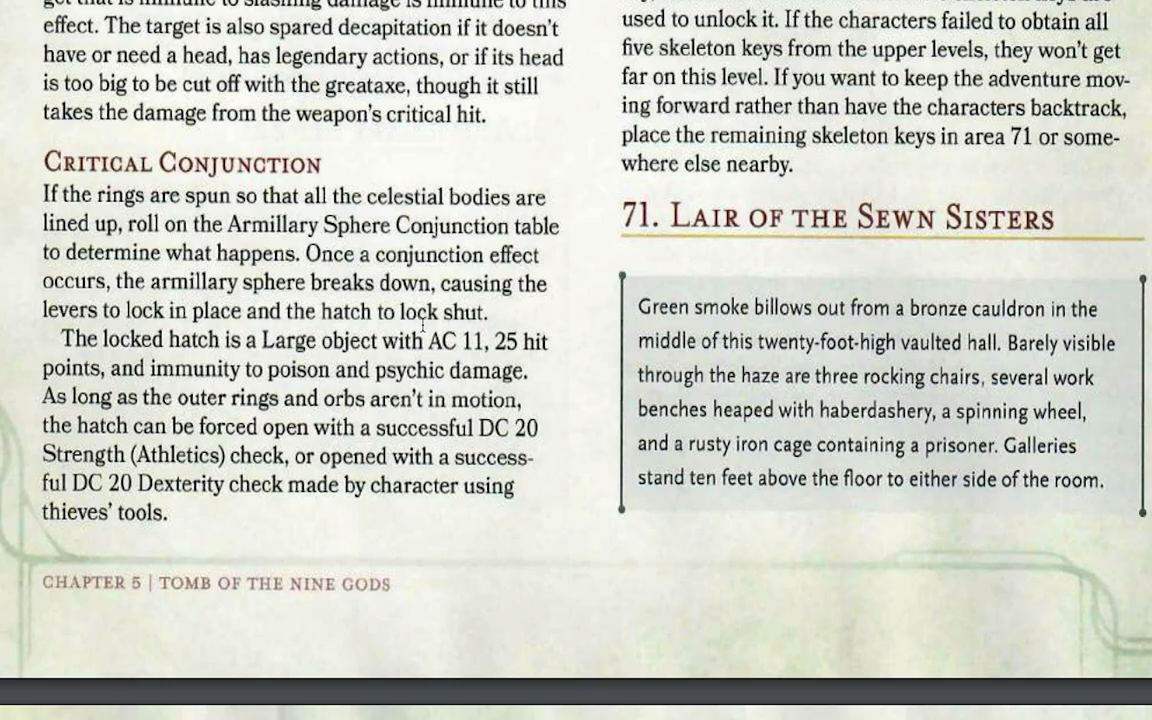 get that is immune to slashing damage is immune to this
effect. The target is also spared decapitation if it doesn't
have or need a head, has legendary actions, or if its head
is too big to be cut off with the greataxe, though it still
takes the damage from the weapon's critical hit.
CRITICAL CONJUNCTION
If the rings are spun so that all the celestial bodies are
lined up, roll on the Armillary Sphere Conjunction table
to determine what happens. Once a conjunction effect
occurs, the armillary sphere breaks down, causing the
levers to lock in place and the hatch to lock shut.
The locked hatch is a Large object with AC 11, 25 hit
points, and immunity to poison and psychic damage.
As long as the outer rings and orbs aren't in motion,
the hatch can be forced open with a successful DC 20
Strength (Athletics) check, or opened with a success-
ful DC 20 Dexterity check made by character using
thieves' tools.
used to unlock it. If the characters failed to obtain all
five skeleton keys from the upper levels, they won't get
far on this level. If you want to keep the adventure mov-
ing forward rather than have the characters backtrack,
place the remaining skeleton keys in area 71 or some-
where else nearby.
71. LAIR OF THE SEWN SISTERS
Green smoke billows out from a bronze cauldron in the
middle of this twenty-foot-high vaulted hall. Barely visible
through the haze are three rocking chairs, several work
benches heaped with haberdashery, a spinning wheel,
and a rusty iron cage containing a prisoner. Galleries
stand ten feet above the floor to either side of the room.
CHAPTER 5 | TOMB OF THE NINE GODS